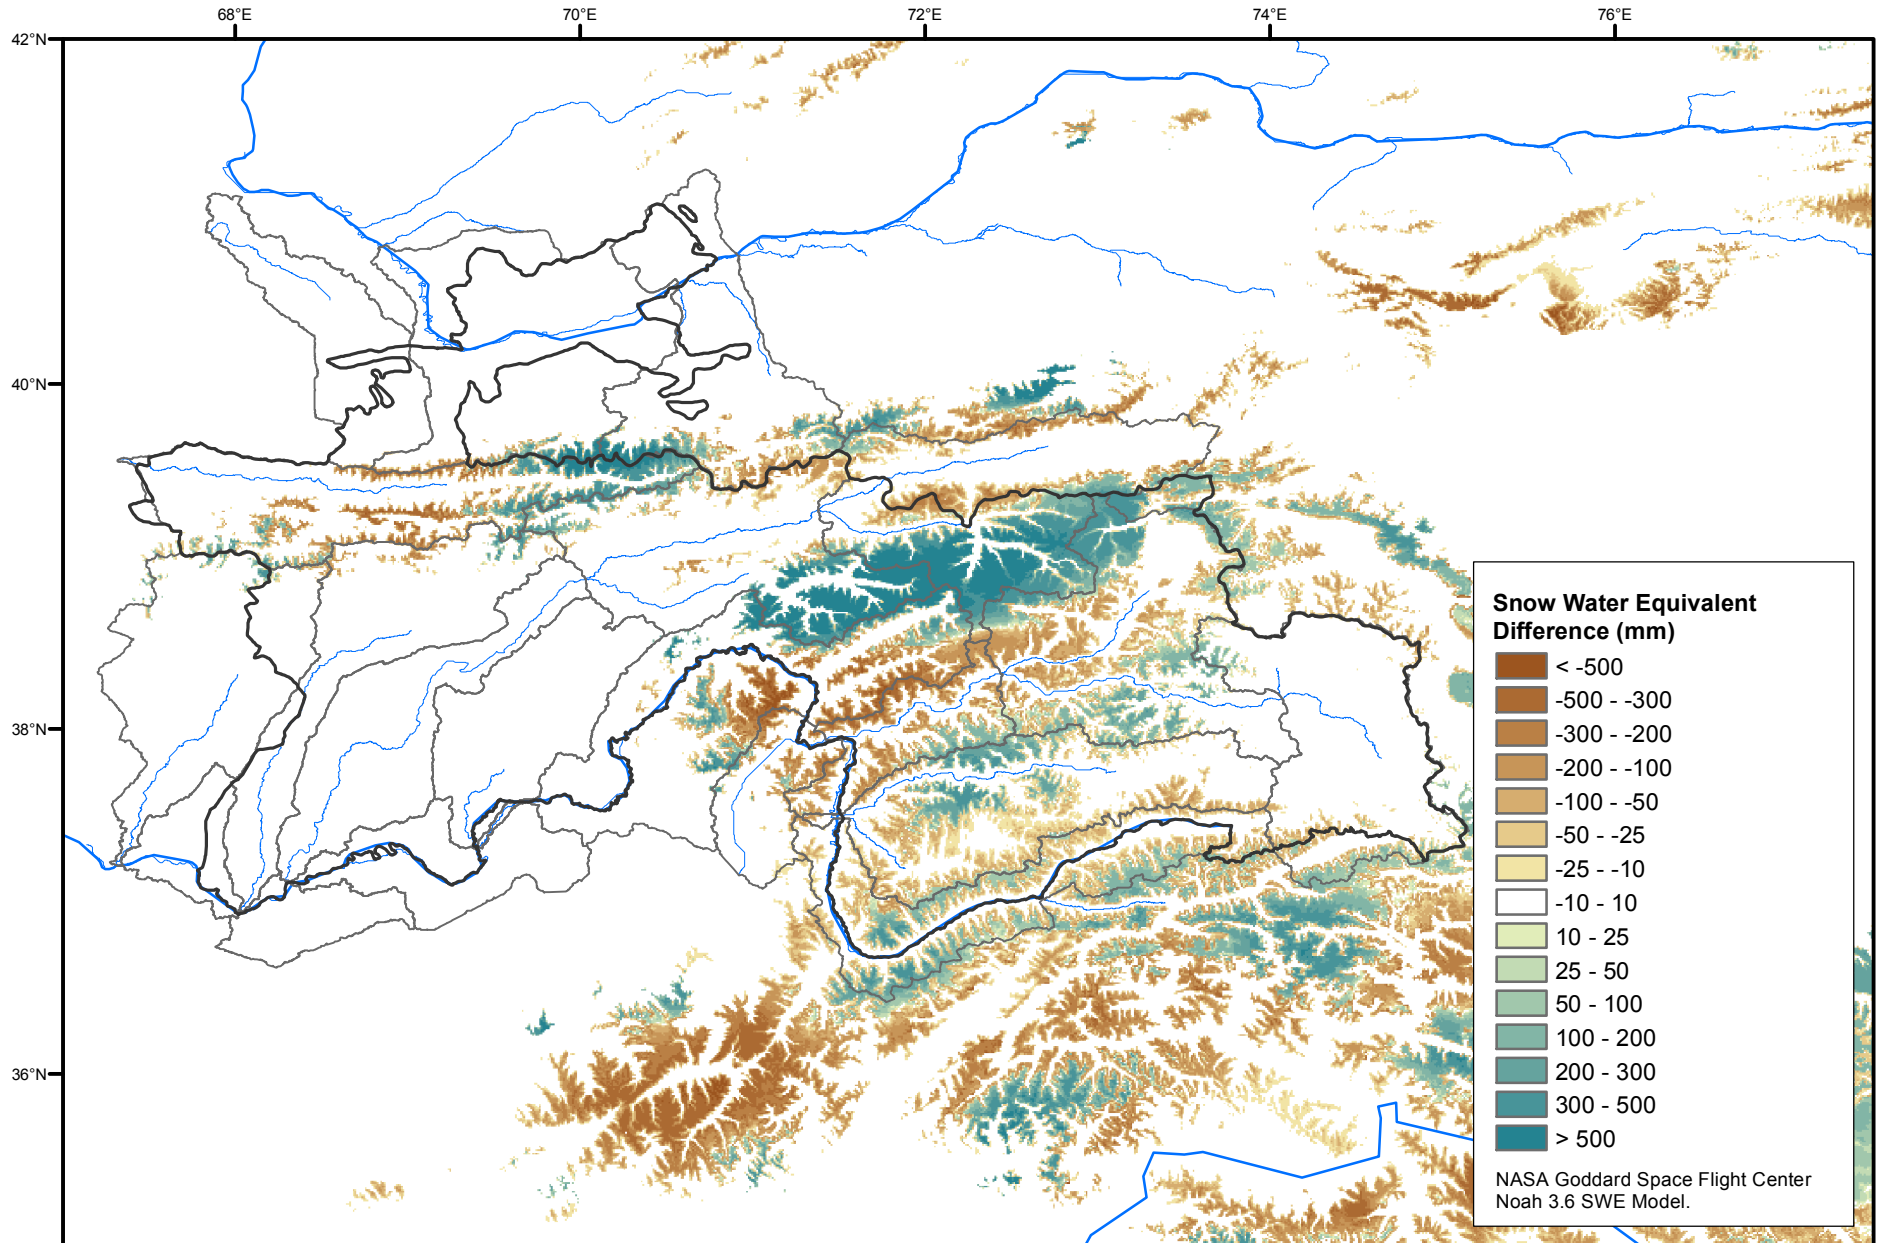 68°E
70°E
72°E
74°E
76°E
42°N
40°N
38°N
36°N
Snow Water Equivalent
Difference (mm)
< -500
-500 - -300
-300 - -200
-200 - -100
-100 - -50
-50 - -25
-25 - -10
-10 - 10
10 - 25
25 - 50
50 - 100
100 - 200
200 - 300
300 - 500
> 500
NASA Goddard Space Flight Center
Noah 3.6 SWE Model.